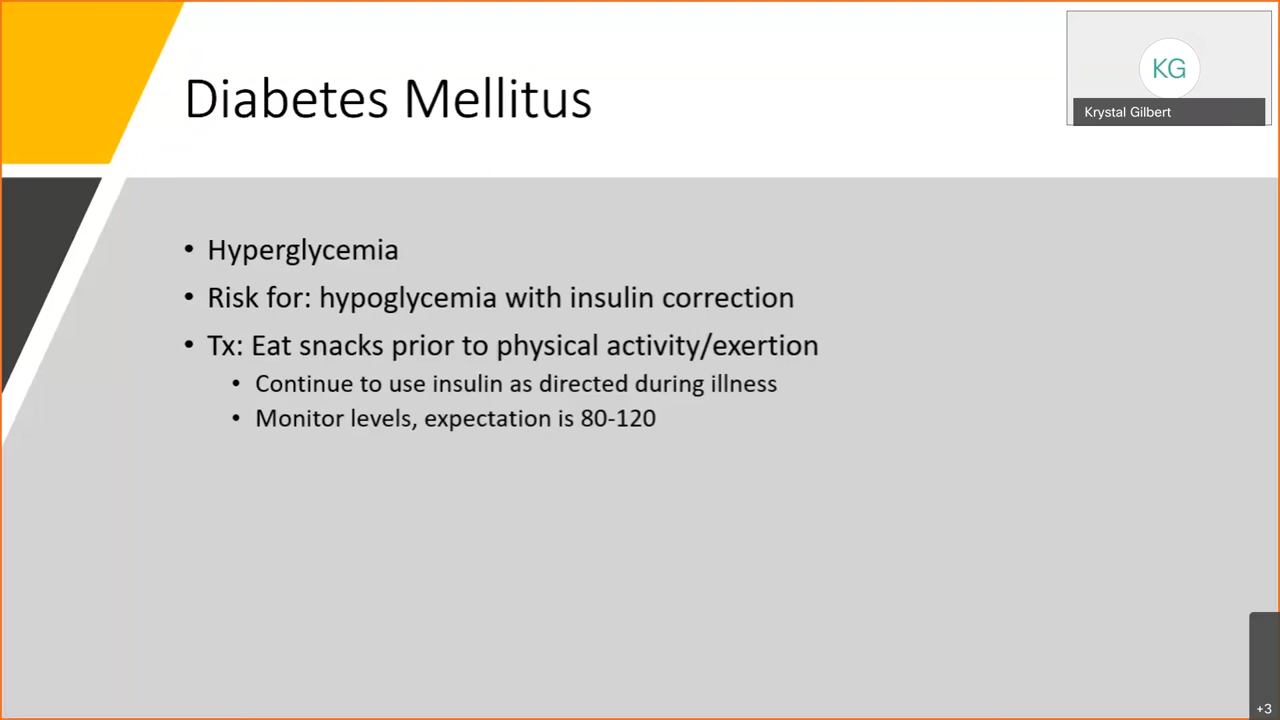 Diabetes Mellitus
KG
Krystal Gilbert
• Hyperglycemia
• Risk for: hypoglycemia with insulin correction
• Tx: Eat snacks prior to physical activity/exertion
• Continue to use insulin as directed during illness
• Monitor levels, expectation is 80-120
+3